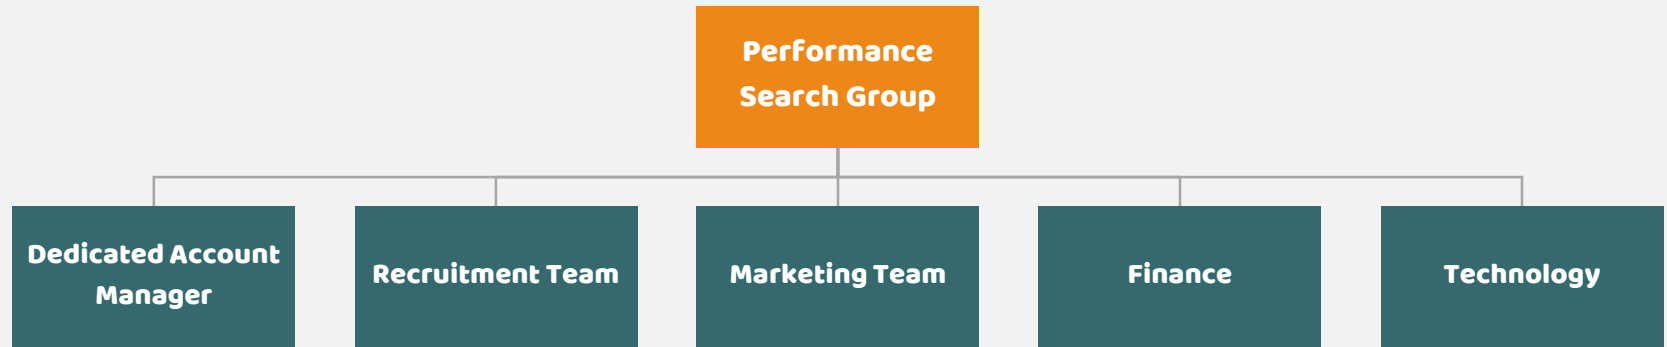 Performance
Search Group
Dedicated Account
Manager
Recruitment Team
Marketing Team
Finance
Technology